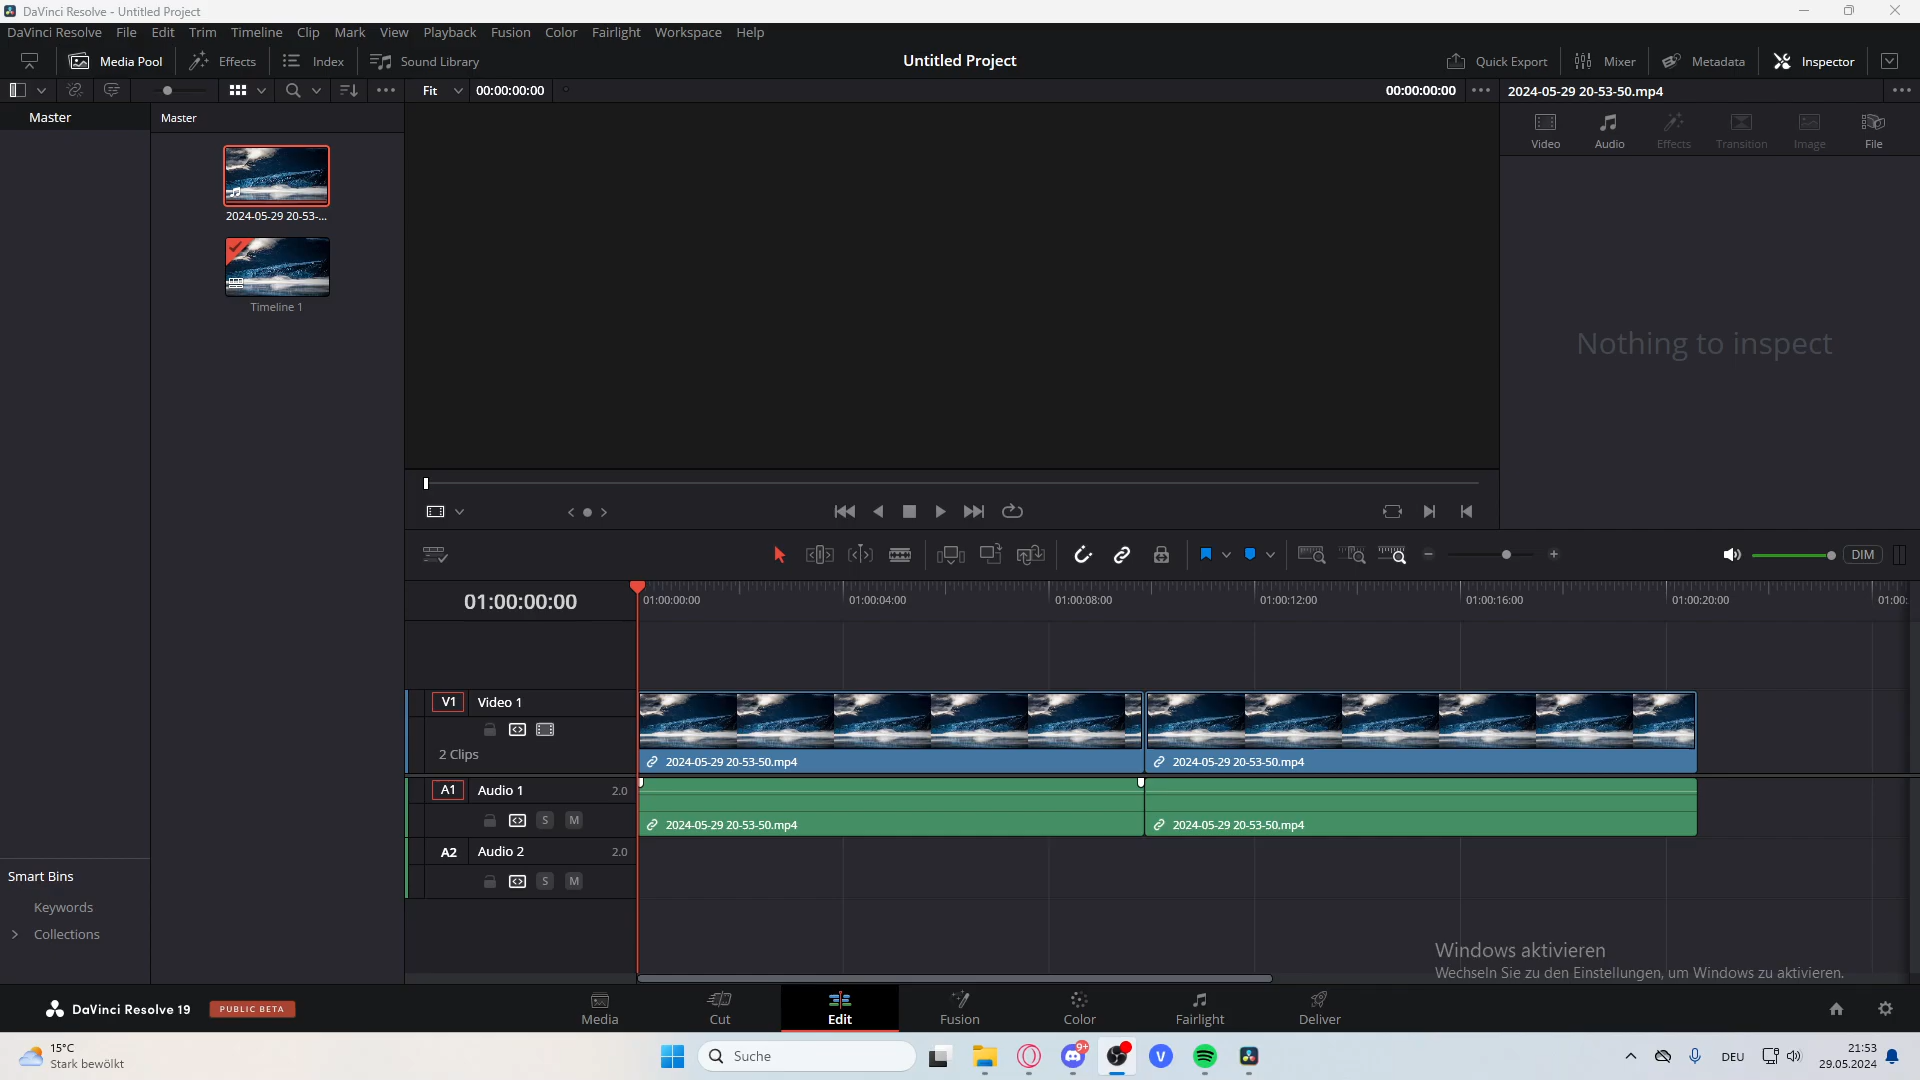 DaVinci Resolve - Untitled Project
DaVinci Resolve File Edit Trim Timeline Clip Mark View Playback Fusion Color Fairlight Workspace Help
Media Pool Effects Index Sound Library Untitled Project Quick Export Mixer Metadata Inspector
Fit 00:00:00:00 00:00:00:00 2024-05-29 20-53-50.mp4
Master Master
Video Audio Effects Transition Image File
2024-05-29 20-53-...
Timeline 1
Nothing to inspect
DIM
01:00:00:00
01:00:00:00 01:00:04:00 01:00:08:00 01:00:12:00 01:00:16:00 01:00:20:00 01:00:
V1 Video 1
2 Clips
2024-05-29 20-53-50.mp4 2024-05-29 20-53-50.mp4
A1 Audio 1 2.0
S M
2024-05-29 20-53-50.mp4 2024-05-29 20-53-50.mp4
A2 Audio 2 2.0
S M
Smart Bins
Keywords
Collections
Windows aktivieren
Wechseln Sie zu den Einstellungen, um Windows zu aktivieren.
DaVinci Resolve 19 PUBLIC BETA
Media Cut Edit Fusion Color Fairlight Deliver
15°C
Stark bewölkt
Suche
9+
V
DEU
21:53
29.05.2024